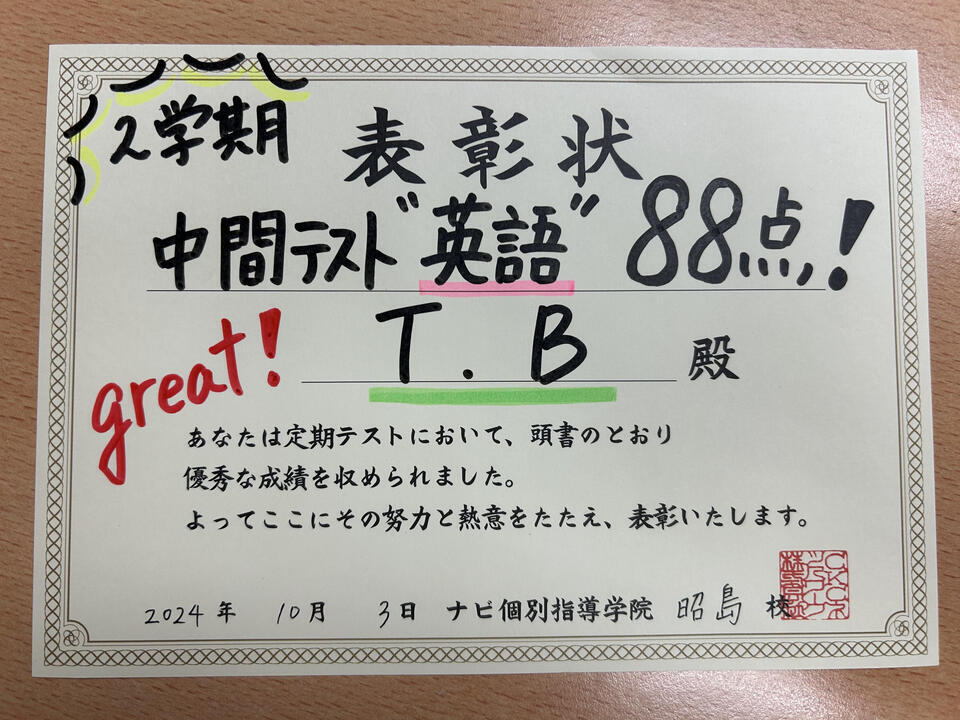 2学期
表彰状
中間テスト"英語" 88点!
great!
T.B 殿
あなたは定期テストにおいて、頭書のとおり
優秀な成績を収められました。
よってここにその努力と熱意をたたえ、表彰いたします。
2024年 10月 3日 ナビ個別指導学院 昭島 校